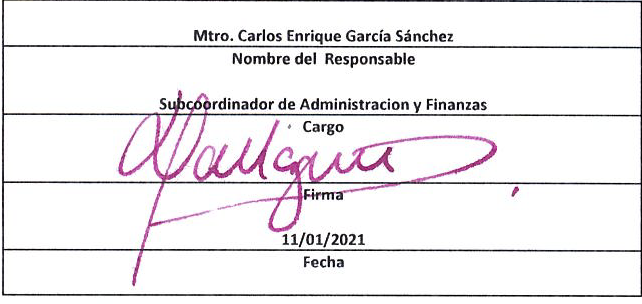 Mtro. Carlos Enrique García Sánchez
Nombre del Responsable
Subcoordinador de Administracion y Finanzas
Cargo
Firma
11/01/2021
Fecha